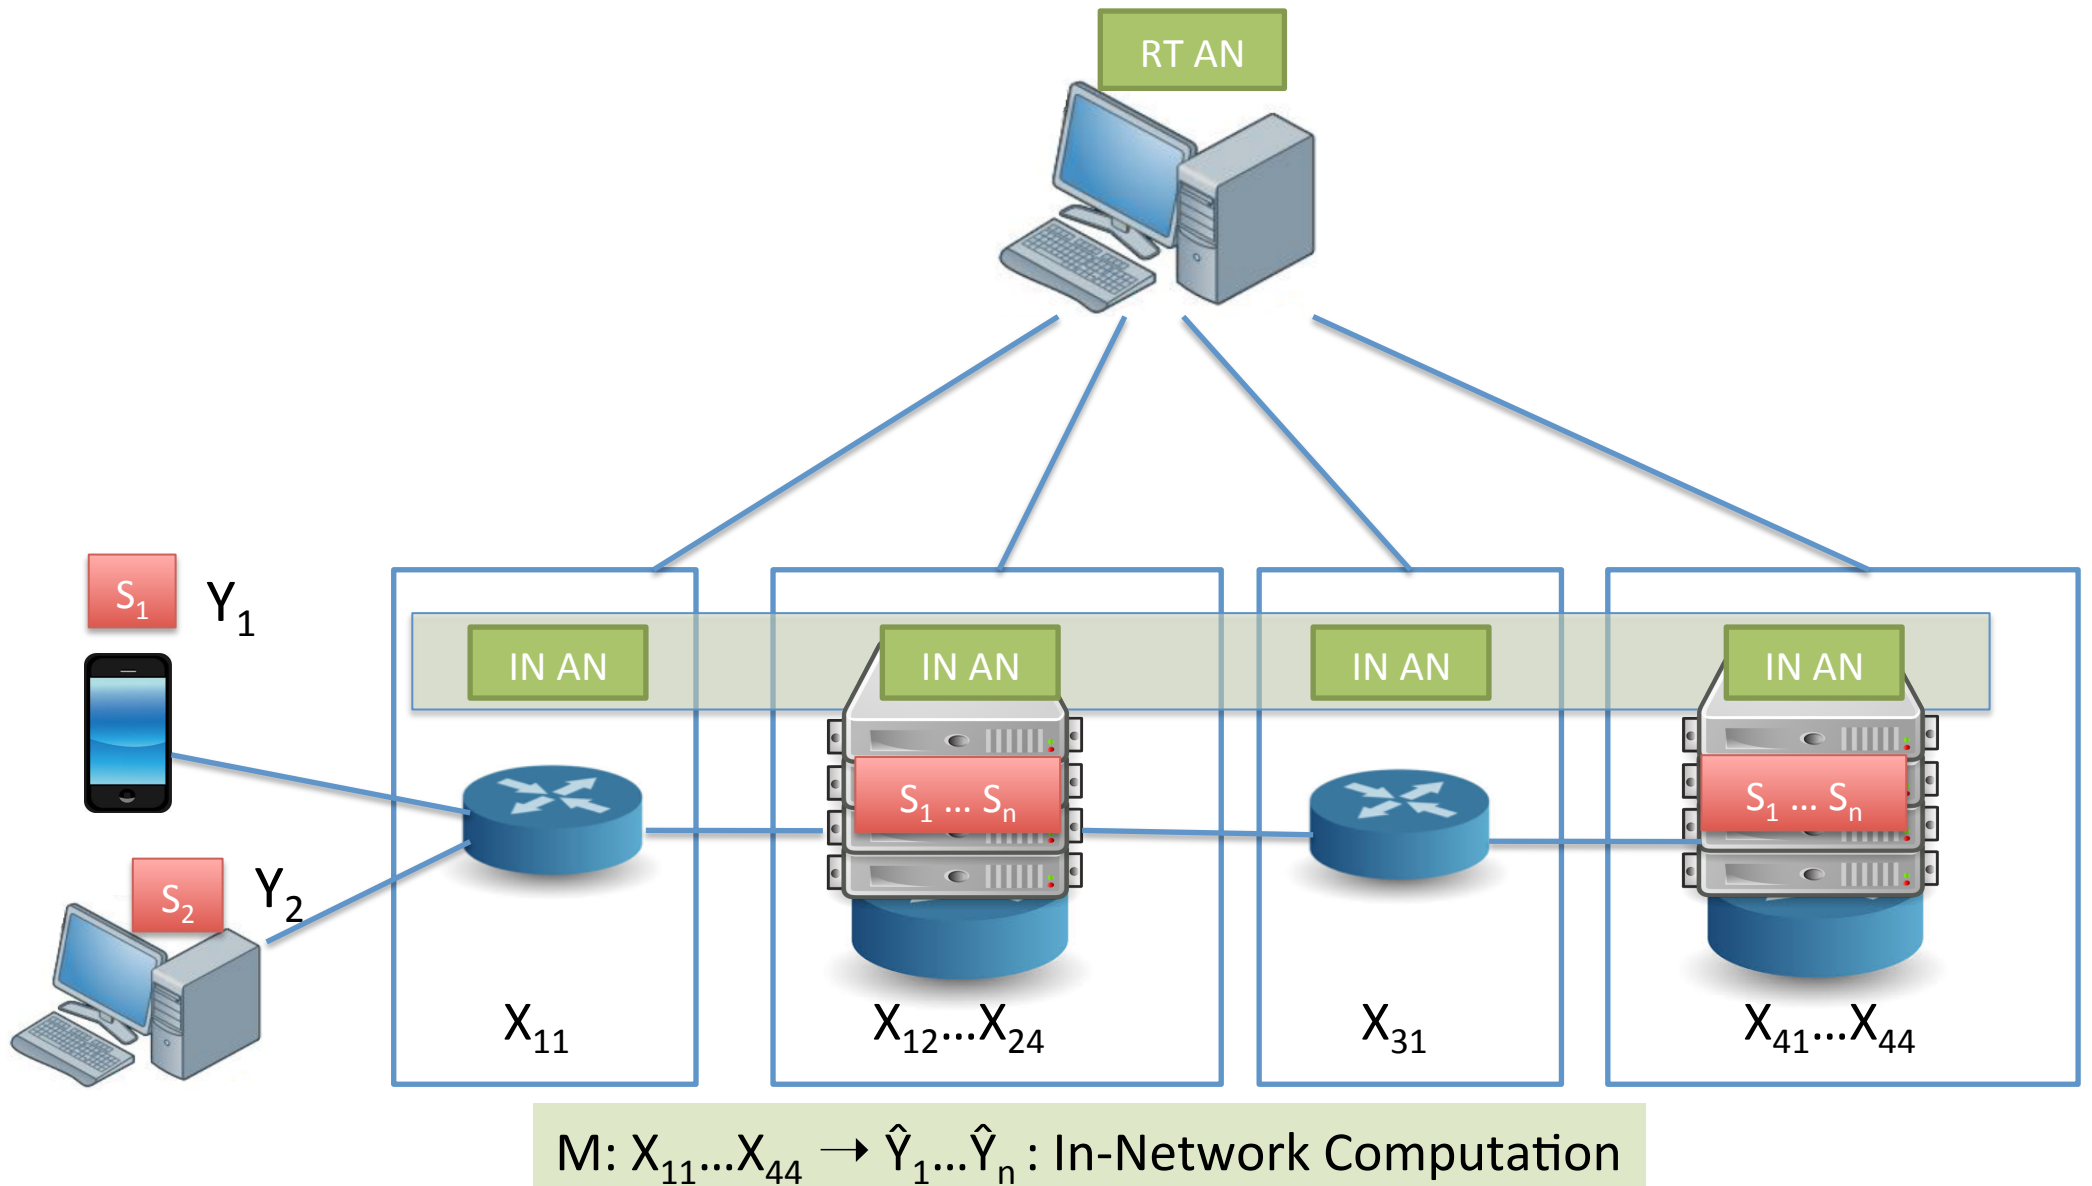 RT AN
S₁ Y₁
IN AN IN AN IN AN IN AN
S₁ ... Sₙ S₁ ... Sₙ
S₂ Y₂
X₁₁ X₁₂...X₂₄ X₃₁ X₄₁...X₄₄
M: X₁₁...X₄₄ → Ŷ₁...Ŷₙ : In-Network Computation